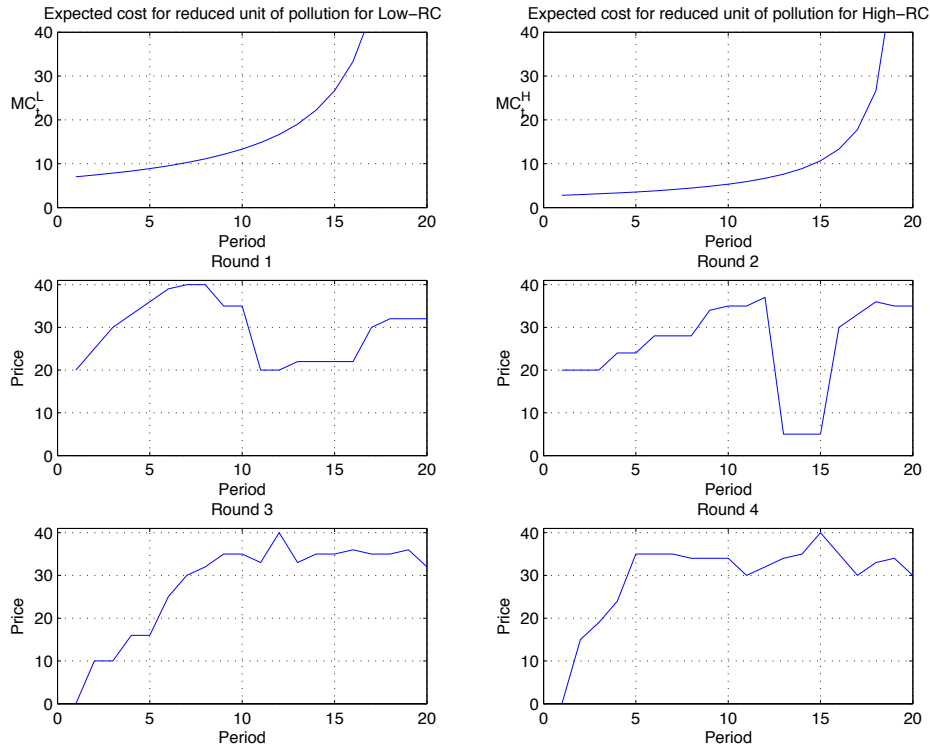 Expected cost for reduced unit of pollution for Low−RC
40
30
20
10
0
MC_t^L
0 5 10 15 20
Period
Expected cost for reduced unit of pollution for High−RC
40
30
20
10
0
MC_t^H
0 5 10 15 20
Period
Round 1
40
30
20
10
0
Price
0 5 10 15 20
Period
Round 2
40
30
20
10
0
Price
0 5 10 15 20
Period
Round 3
40
30
20
10
0
Price
0 5 10 15 20
Period
Round 4
40
30
20
10
0
Price
0 5 10 15 20
Period